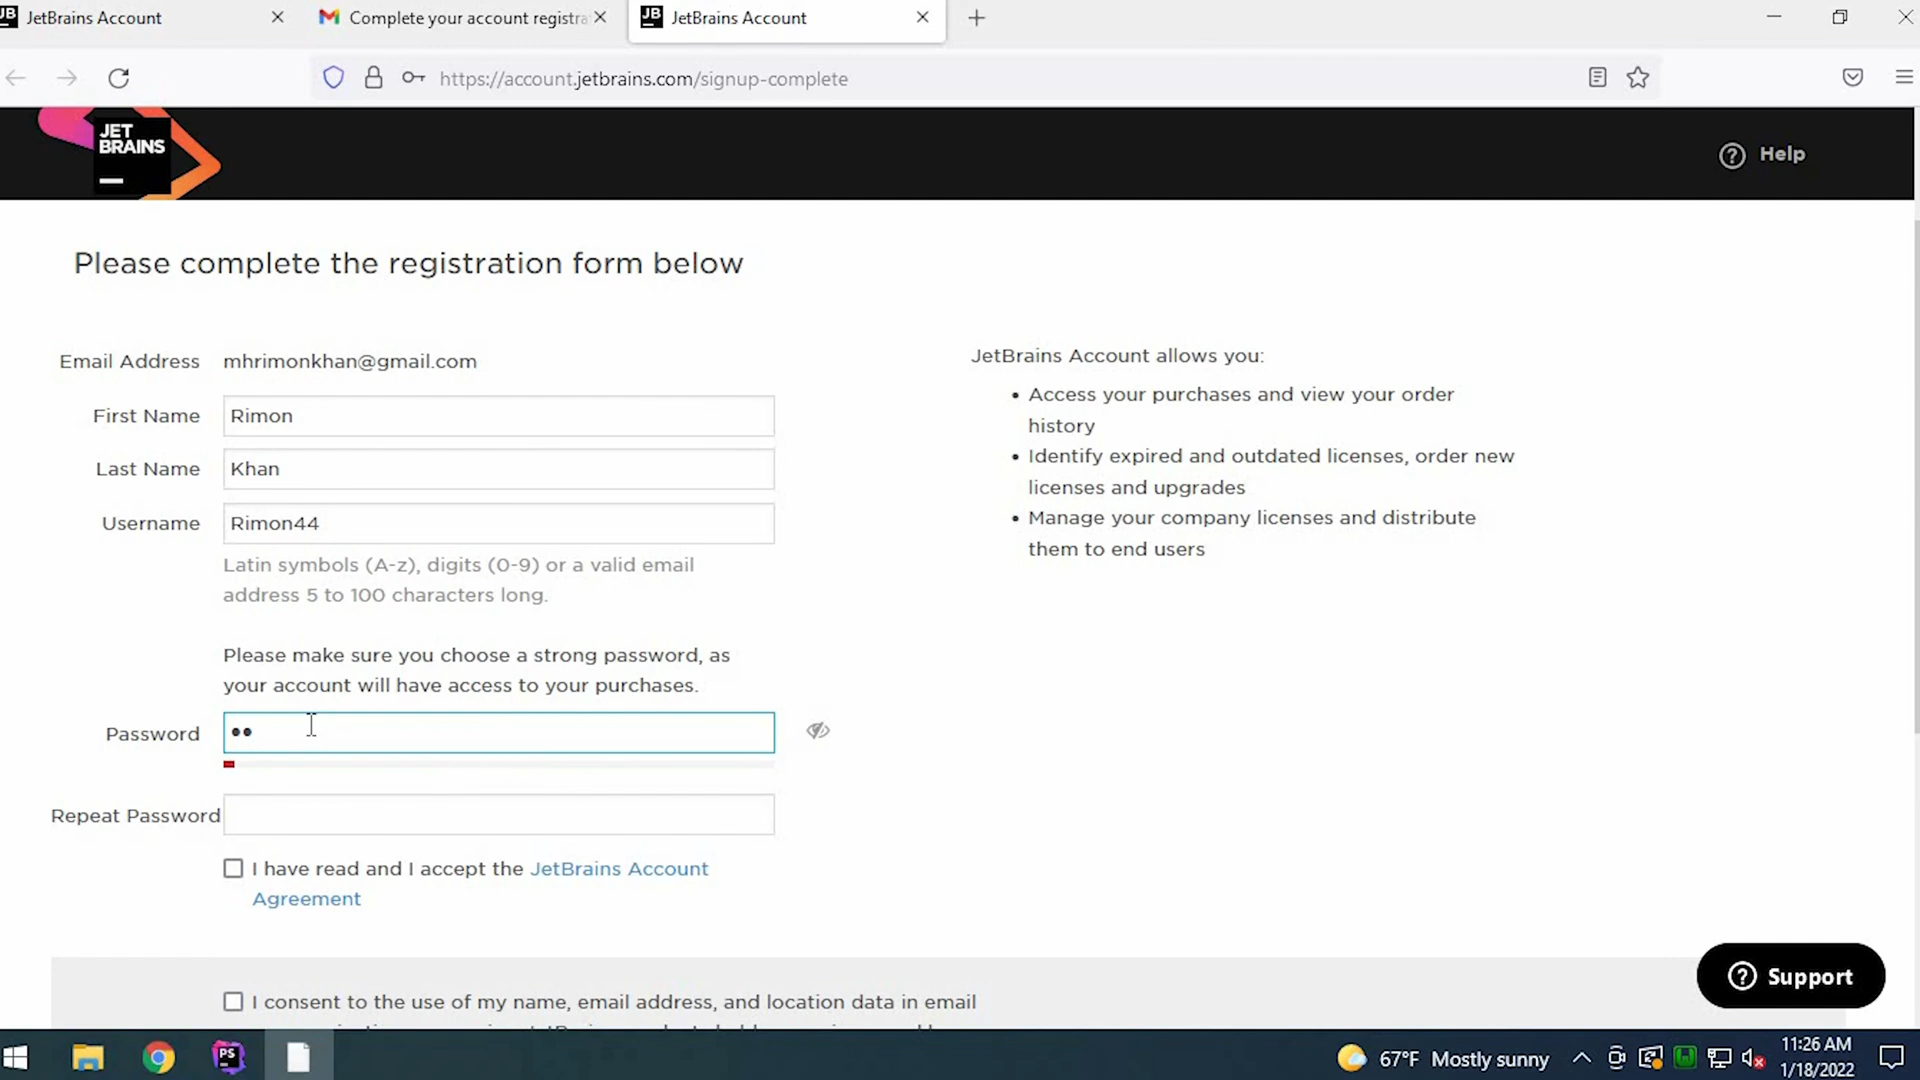 JetBrains Account
Complete your account registra
JetBrains Account
https://account.jetbrains.com/signup-complete
JET
BRAINS
Help
Please complete the registration form below
Email Address mhrimonkhan@gmail.com
First Name Rimon
Last Name Khan
Username Rimon44
Latin symbols (A-z), digits (0-9) or a valid email
address 5 to 100 characters long.
Please make sure you choose a strong password, as
your account will have access to your purchases.
Password ●●
Repeat Password
I have read and I accept the JetBrains Account
Agreement
JetBrains Account allows you:
• Access your purchases and view your order
history
• Identify expired and outdated licenses, order new
licenses and upgrades
• Manage your company licenses and distribute
them to end users
Support
I consent to the use of my name, email address, and location data in email
PS
67°F Mostly sunny
11:26 AM
1/18/2022